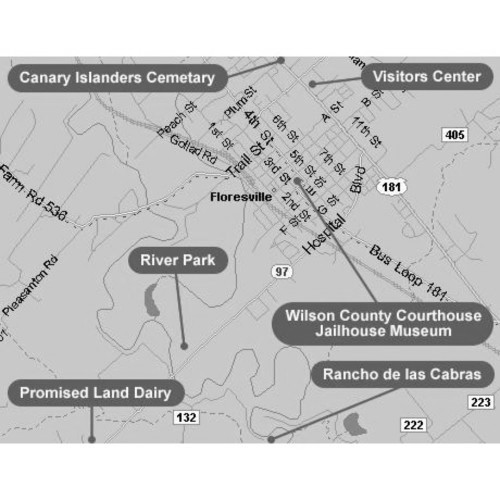 Canary Islanders Cemetary
Visitors Center
Plum St
Peach St
4th St
6th St
A St
B St
11th St
1st St
Goliad Rd
Trail St
3rd St
5th St
7th St
405
Farm Rd 536
Floresville
2nd St
G St
F St
Blvd
181
Hospital
Bus Loop 181
River Park
97
Pleasanton Rd
Wilson County Courthouse
Jailhouse Museum
Rancho de las Cabras
Promised Land Dairy
132
223
222